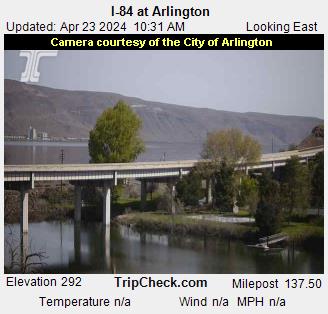 I-84 at Arlington
Updated: Apr 23 2024 10:31 AM Looking East
Camera courtesy of the City of Arlington
Elevation 292 TripCheck.com Milepost 137.50
Temperature n/a Wind n/a MPH n/a